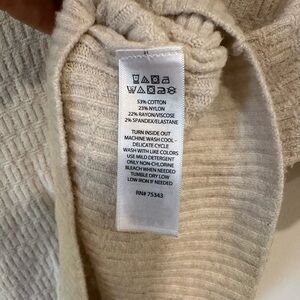 53% COTTON
23% NYLON
22% RAYON/VISCOSE
2% SPANDEX/ELASTANE
TURN INSIDE OUT
MACHINE WASH COOL -
DELICATE CYCLE
WASH WITH LIKE COLORS
USE MILD DETERGENT
ONLY NON-CHLORINE
BLEACH WHEN NEEDED
TUMBLE DRY LOW
LOW IRON IF NEEDED
RN# 75343